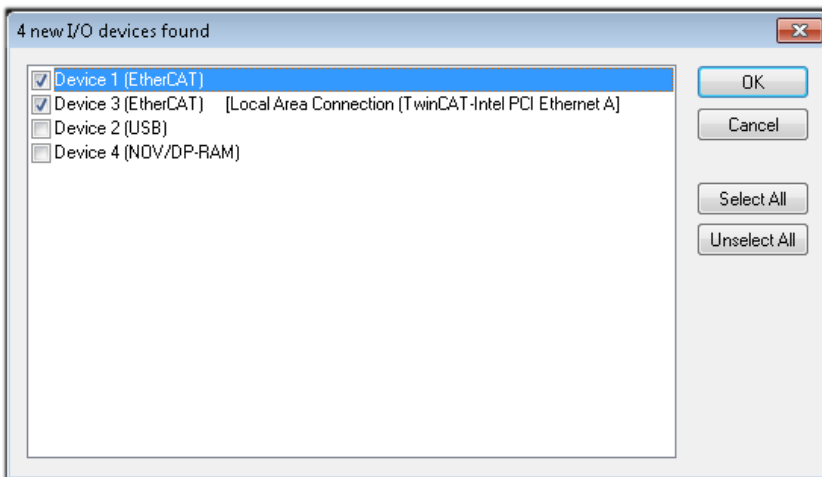 4 new I/O devices found
Device 1 (EtherCAT)
Device 3 (EtherCAT) [Local Area Connection (TwinCAT-Intel PCI Ethernet A]
Device 2 (USB)
Device 4 (NOV/DP-RAM)
OK
Cancel
Select All
Unselect All